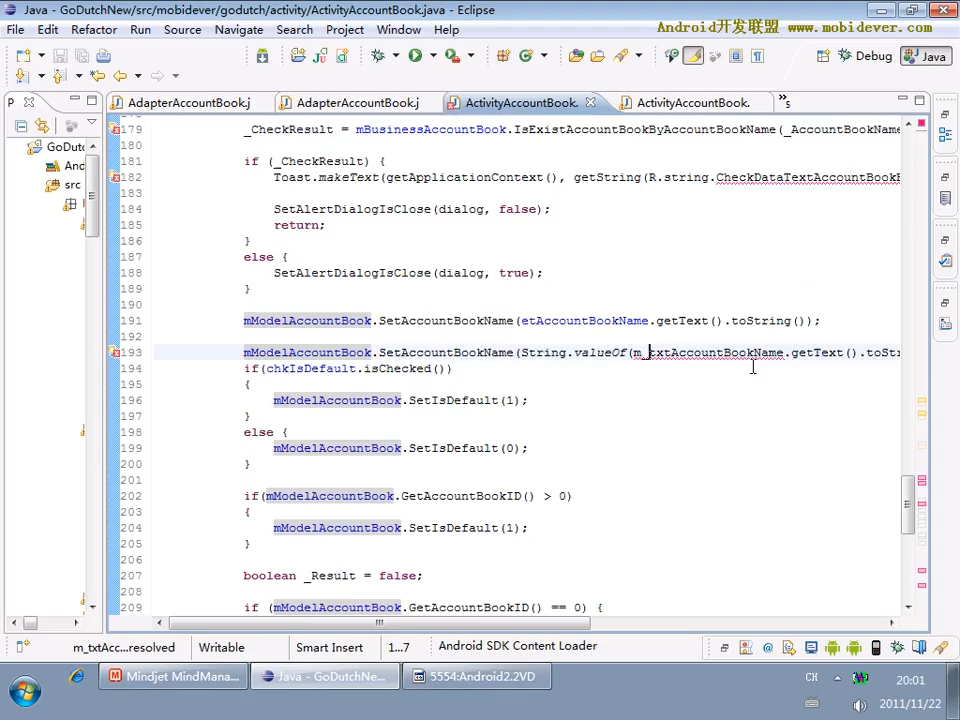 Java - GoDutchNew/src/mobidever/godutch/activity/ActivityAccountBook.java - Eclipse
File Edit Refactor Run Source Navigate Search Project Window Help
Android开发联盟 www.mobidever.com
Debug Java
P AdapterAccountBook.j AdapterAccountBook.j ActivityAccountBook. ActivityAccountBook. »5
GoDutc
And
src
179 _CheckResult = mBusinessAccountBook.IsExistAccountBookByAccountBookName(_AccountBookName
180
181 if (_CheckResult) {
182 Toast.makeText(getApplicationContext(), getString(R.string.CheckDataTextAccountBookE
183
184 SetAlertDialogIsClose(dialog, false);
185 return;
186 }
187 else {
188 SetAlertDialogIsClose(dialog, true);
189 }
190
191 mModelAccountBook.SetAccountBookName(etAccountBookName.getText().toString());
192
193 mModelAccountBook.SetAccountBookName(String.valueOf(m_txtAccountBookName.getText().toStr
194 if(chkIsDefault.isChecked())
195 {
196 mModelAccountBook.SetIsDefault(1);
197 }
198 else {
199 mModelAccountBook.SetIsDefault(0);
200 }
201
202 if(mModelAccountBook.GetAccountBookID() > 0)
203 {
204 mModelAccountBook.SetIsDefault(1);
205 }
206
207 boolean _Result = false;
208
209 if (mModelAccountBook.GetAccountBookID() == 0) {
m_txtAcc...resolved Writable Smart Insert 1...7 Android SDK Content Loader
Mindjet MindMana... Java - GoDutchNe... 5554:Android2.2VD
CH 20:01
2011/11/22